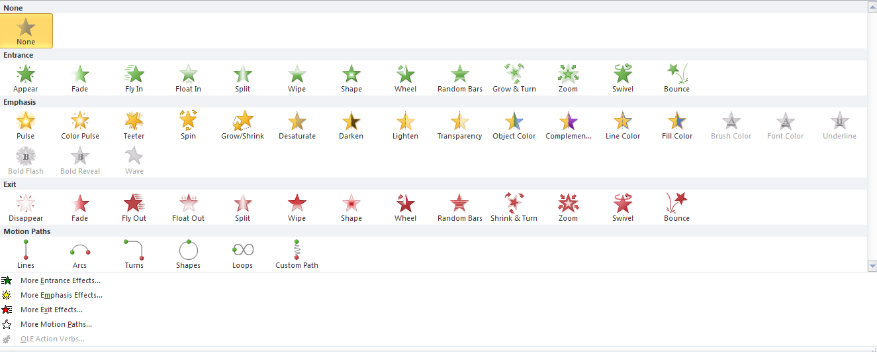 None
None
Entrance
Appear Fade Fly In Float In Split Wipe Shape Wheel Random Bars Grow & Turn Zoom Swivel Bounce
Emphasis
Pulse Color Pulse Teeter Spin Grow/Shrink Desaturate Darken Lighten Transparency Object Color Complemen... Line Color Fill Color Brush Color Font Color Underline
Bold Flash Bold Reveal Wave
Exit
Disappear Fade Fly Out Float Out Split Wipe Shape Wheel Random Bars Shrink & Turn Zoom Swivel Bounce
Motion Paths
Lines Arcs Turns Shapes Loops Custom Path
More Entrance Effects...
More Emphasis Effects...
More Exit Effects...
More Motion Paths...
OLE Action Verbs...